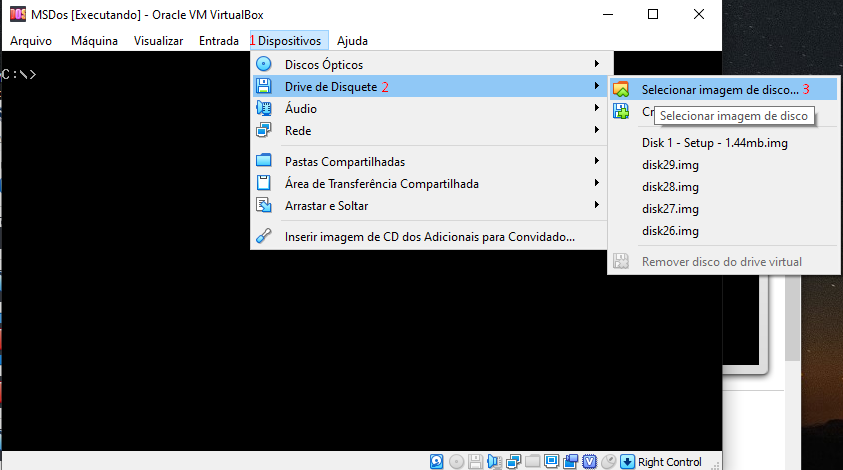 MSDos [Executando] - Oracle VM VirtualBox
Arquivo Máquina Visualizar Entrada 1 Dispositivos Ajuda
C:\>
Discos Ópticos
Drive de Disquete 2
Áudio
Rede
Pastas Compartilhadas
Área de Transferência Compartilhada
Arrastar e Soltar
Inserir imagem de CD dos Adicionais para Convidado...
Selecionar imagem de disco... 3
Selecionar imagem de disco
Disk 1 - Setup - 1.44mb.img
disk29.img
disk28.img
disk27.img
disk26.img
Remover disco do drive virtual
Right Control